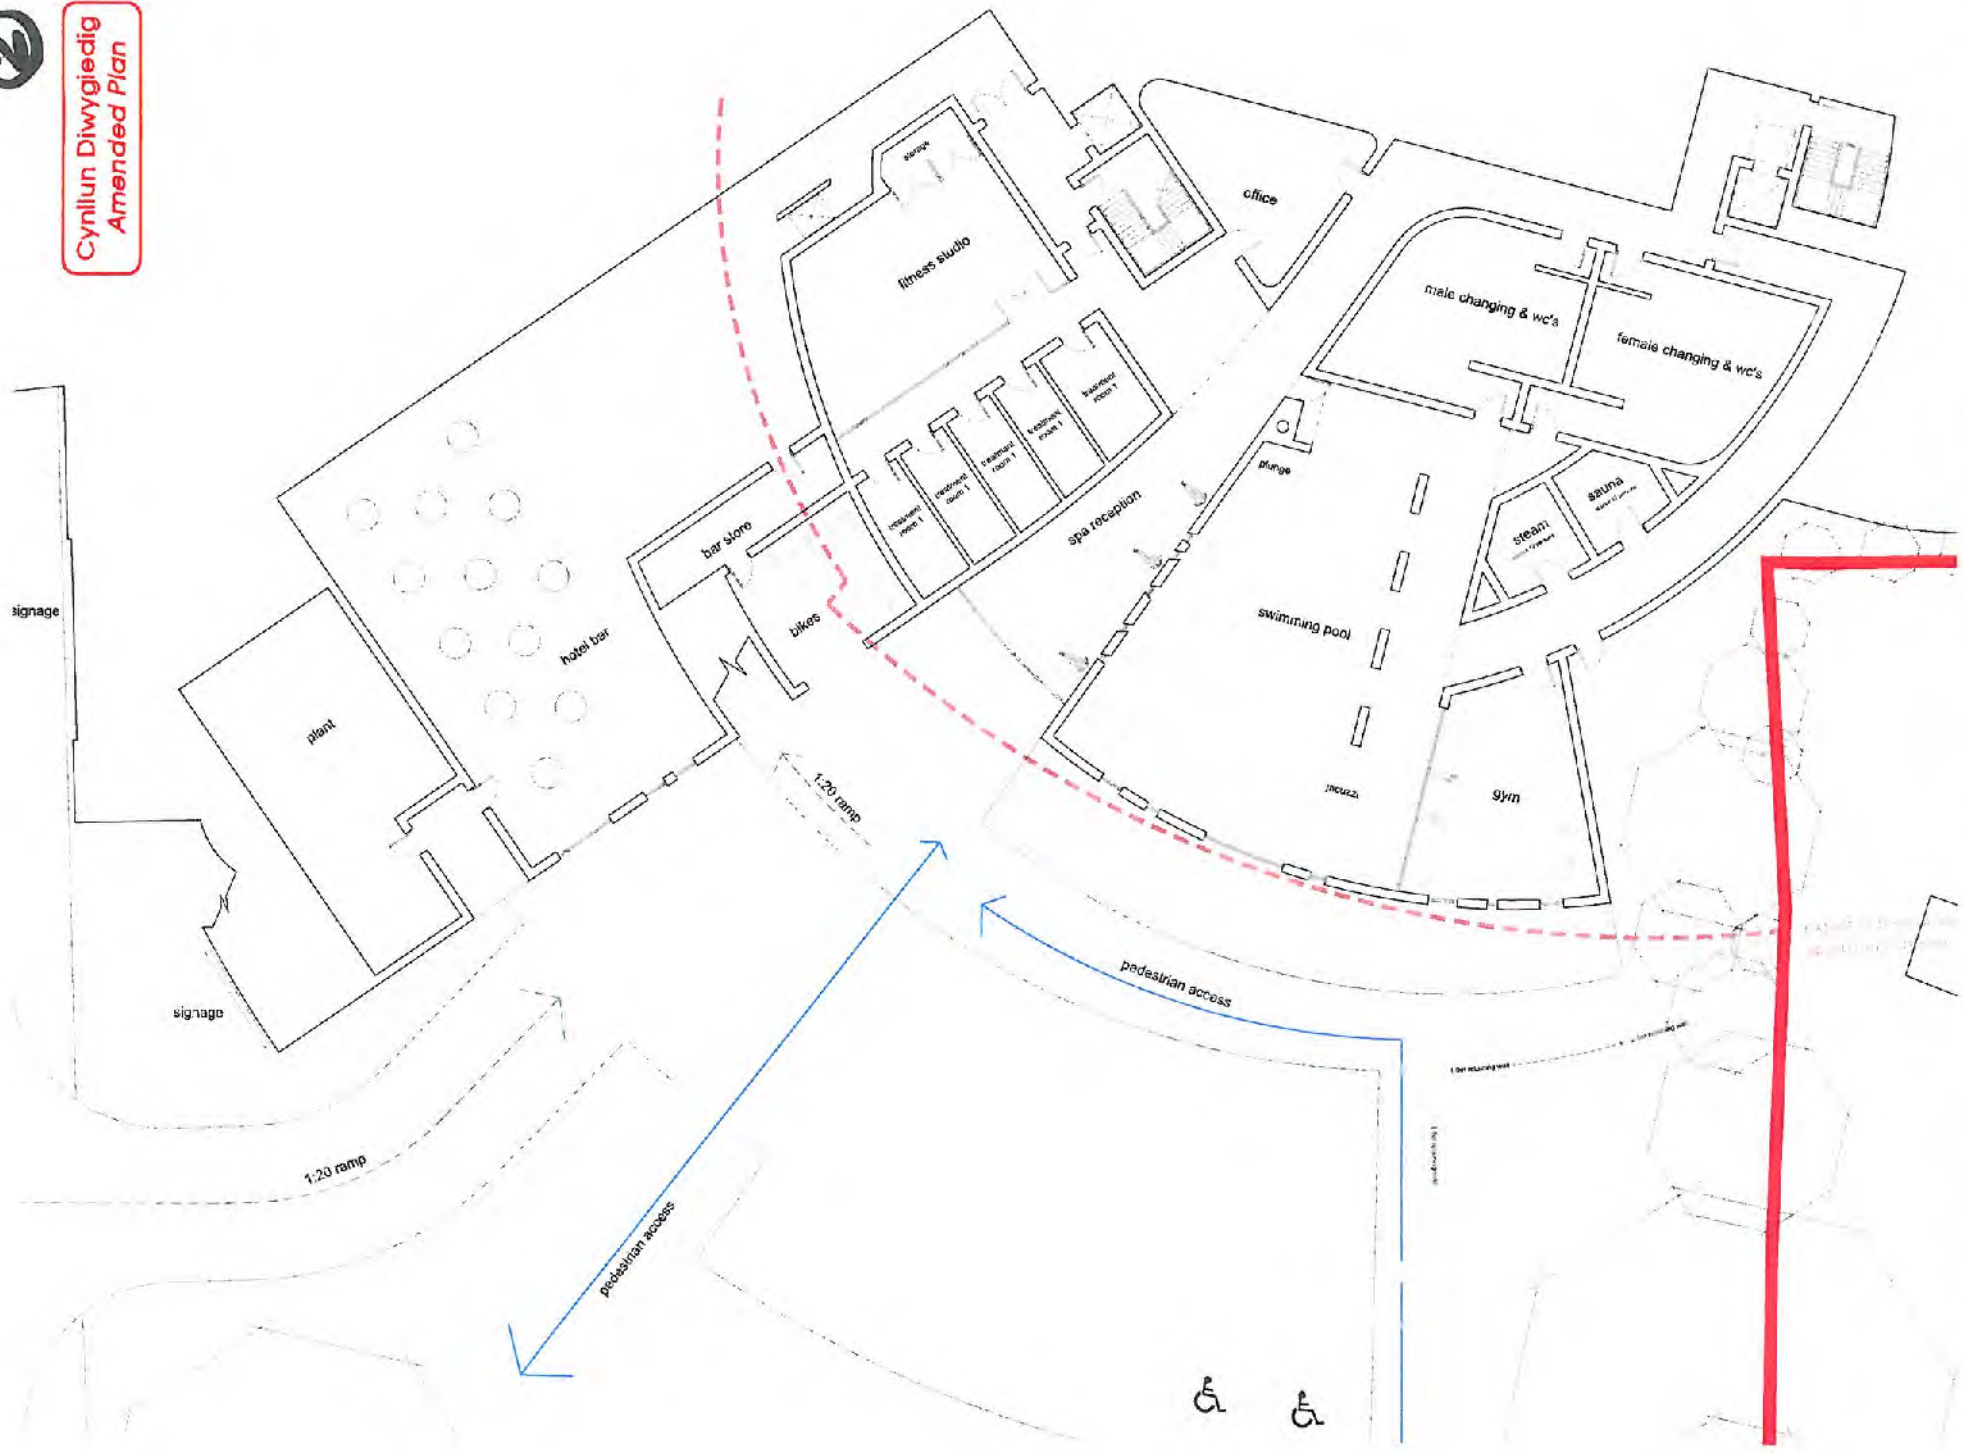 Cynllun Diwygiedig
Amended Plan
storage
office
fitness studio
male changing & wc's
female changing & wc's
treatment
room 1
treatment
room 1
treatment
room 1
treatment
room 1
treatment
room 1
plunge
sauna
steam
spa reception
bar store
bikes
swimming pool
signage
hotel bar
plant
1:20 ramp
jacuzzi
gym
pedestrian access
signage
1:20 ramp
pedestrian access